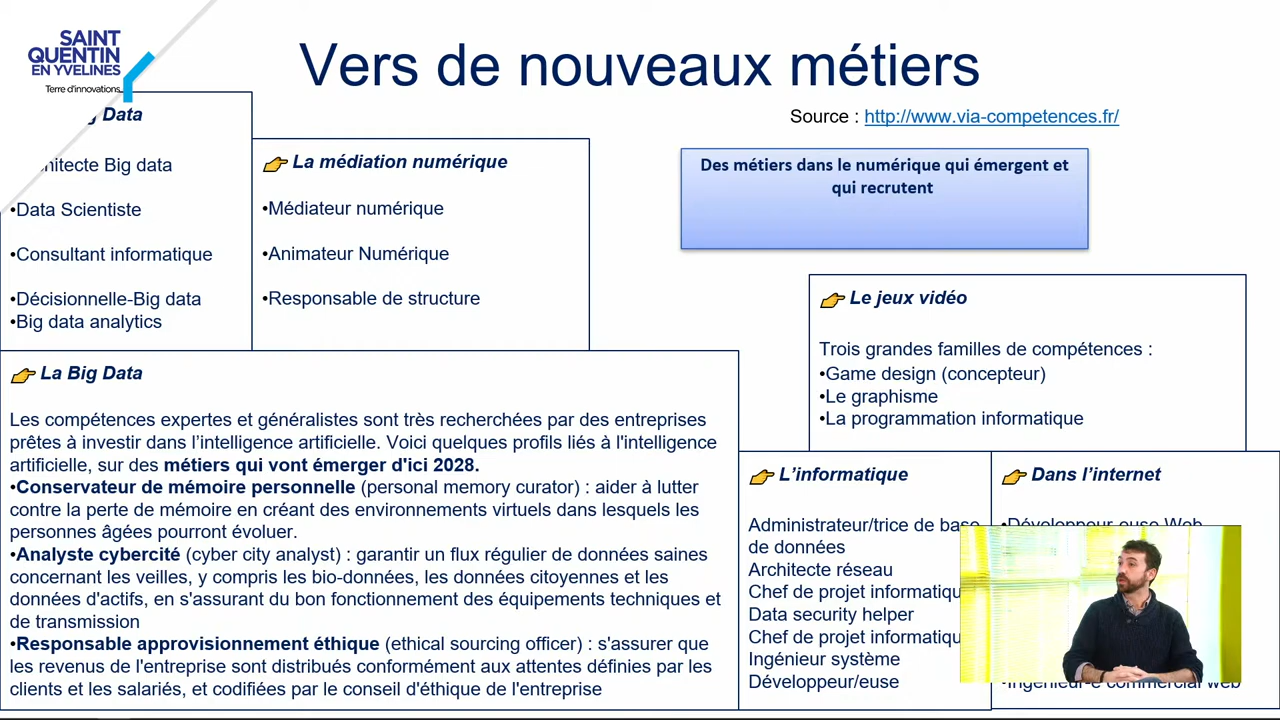 SAINT
QUENTIN
EN YVELINES
Terre d'innovations
Vers de nouveaux métiers
Source : http://www.via-competences.fr/
Data
Big data
•Data Scientiste
•Consultant informatique
•Décisionnelle-Big data
•Big data analytics
La médiation numérique
•Médiateur numérique
•Animateur Numérique
•Responsable de structure
Des métiers dans le numérique qui émergent et
qui recrutent
Le jeux vidéo
Trois grandes familles de compétences :
•Game design (concepteur)
•Le graphisme
•La programmation informatique
La Big Data
Les compétences expertes et généralistes sont très recherchées par des entreprises
prêtes à investir dans l’intelligence artificielle. Voici quelques profils liés à l'intelligence
artificielle, sur des métiers qui vont émerger d'ici 2028.
•Conservateur de mémoire personnelle (personal memory curator) : aider à lutter
contre la perte de mémoire en créant des environnements virtuels dans lesquels les
personnes âgées pourront évoluer.
•Analyste cybercité (cyber city analyst) : garantir un flux régulier de données saines
concernant les veilles, y compris les bio-données, les données citoyennes et les
données d'actifs, en s'assurant du bon fonctionnement des équipements techniques et
de transmission
•Responsable approvisionnement éthique (ethical sourcing officer) : s'assurer que
les revenus de l'entreprise sont distribués conformément aux attentes définies par les
clients et les salariés, et codifiées par le conseil d'éthique de l'entreprise
L’informatique
Administrateur/trice de base
de données
Architecte réseau
Chef de projet
Data security helper
Chef de projet
Ingénieur système
Développeur/euse
Dans l’internet
•Développeur-euse Web
•Ingénieur-e commercial web